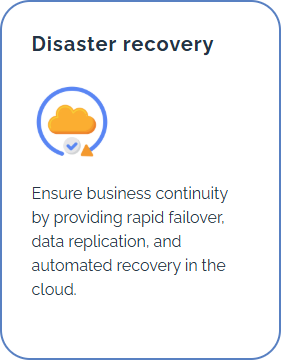 Disaster recovery
Ensure business continuity
by providing rapid failover,
data replication, and
automated recovery in the
cloud.